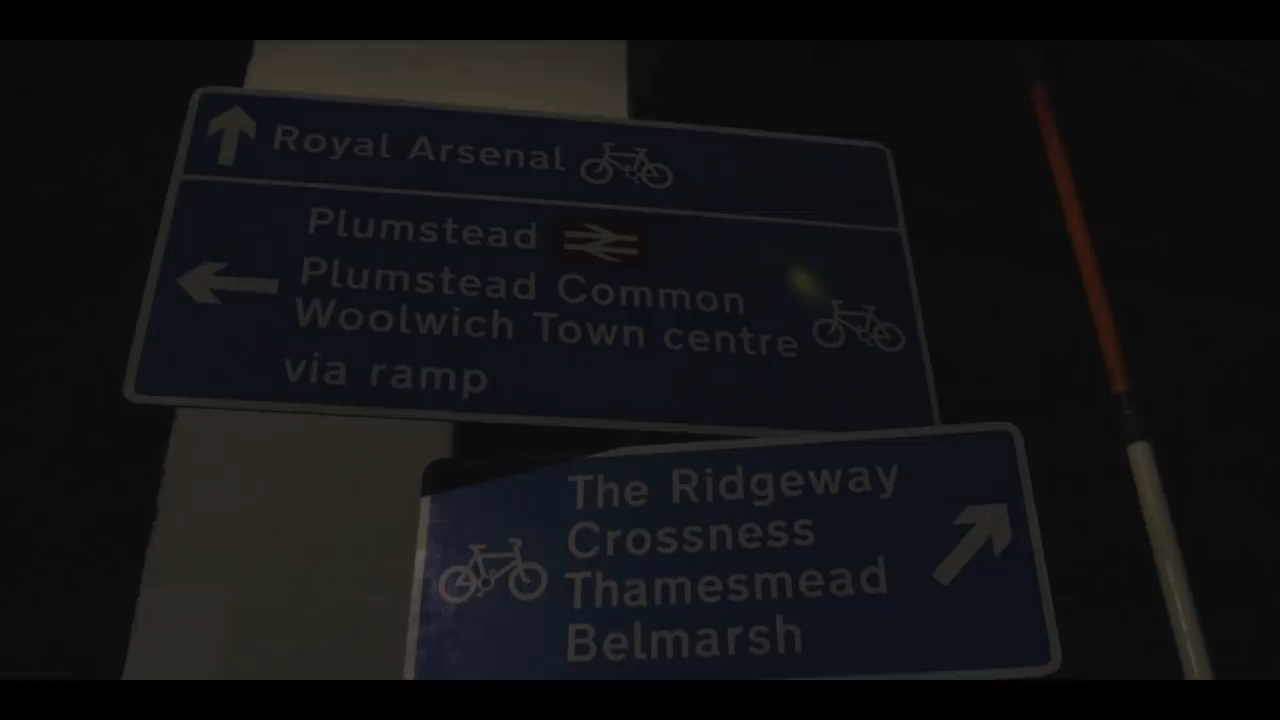 Royal Arsenal
Plumstead
Plumstead Common
Woolwich Town centre
via ramp
The Ridgeway
Crossness
Thamesmead
Belmarsh